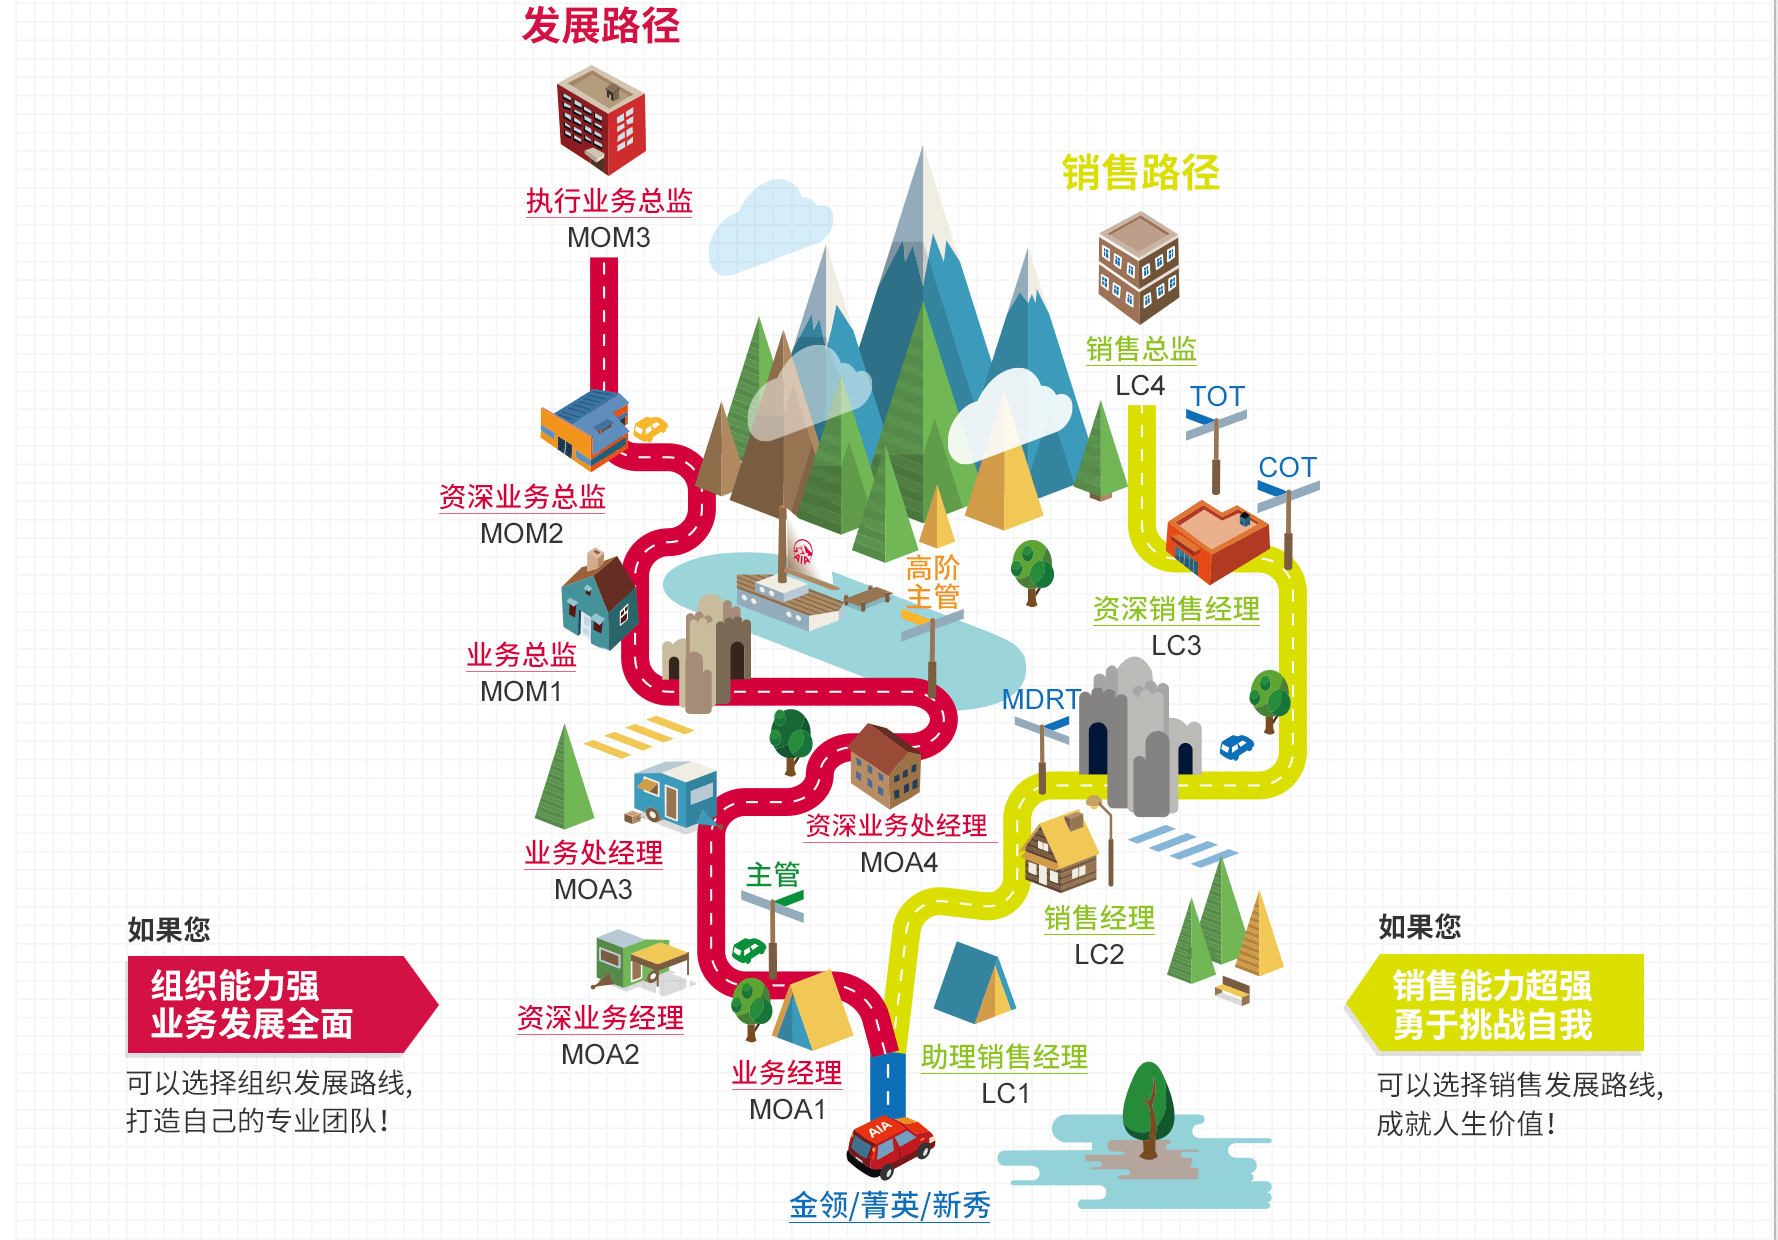 发展路径
执行业务总监
MOM3
销售路径
销售总监
LC4
TOT
COT
资深业务总监
MOM2
AIA
高阶
主管
资深销售经理
LC3
业务总监
MOM1
MDRT
资深业务处经理
MOA4
业务处经理
MOA3
主管
销售经理
LC2
如果您
组织能力强
业务发展全面
可以选择组织发展路线,
打造自己的专业团队!
如果您
销售能力超强
勇于挑战自我
可以选择销售发展路线,
成就人生价值!
资深业务经理
MOA2
业务经理
MOA1
助理销售经理
LC1
AIA
金领/菁英/新秀